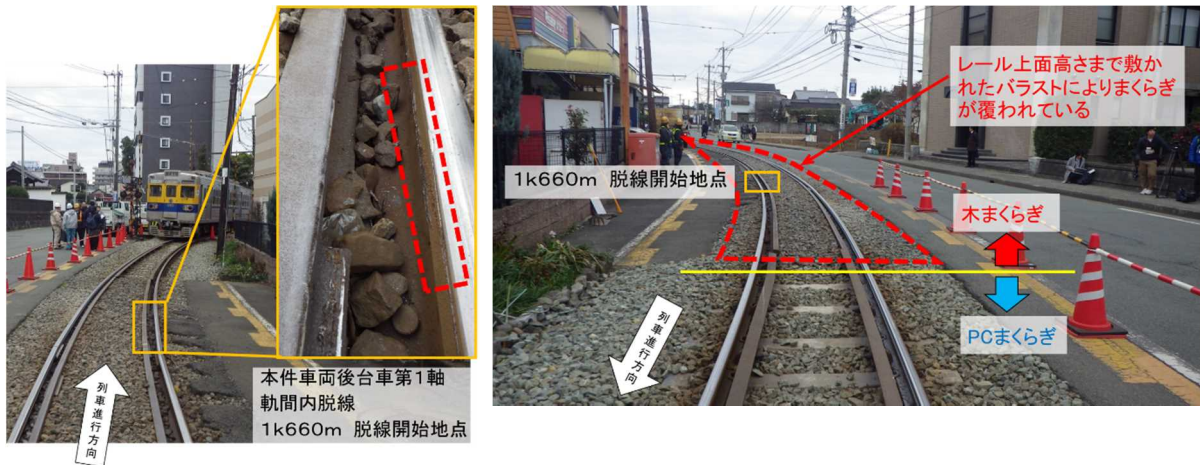 列車進行方向
本件車両後台車第1軸
軌間内脱線
1k660m 脱線開始地点
レール上面高さまで敷か
れたバラストによりまくらぎ
が覆われている
1k660m 脱線開始地点
木まくらぎ
PCまくらぎ
列車進行方向